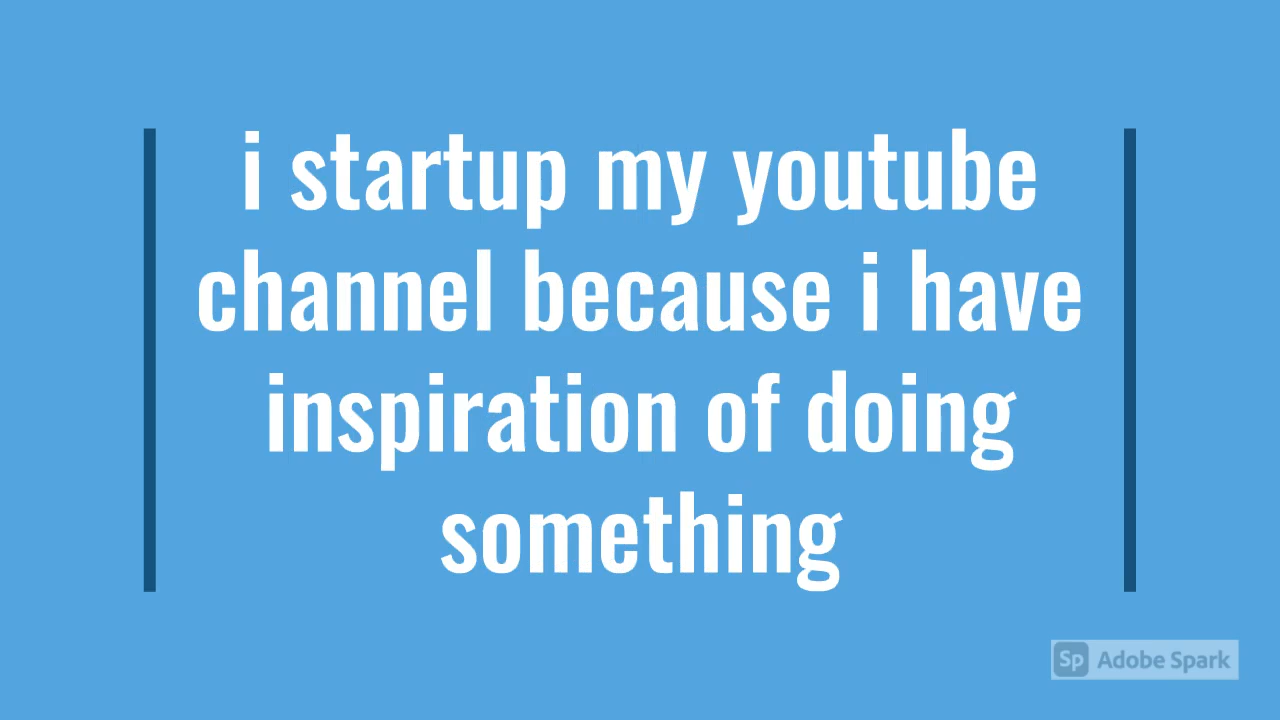 i startup my youtube
channel because i have
inspiration of doing
something
Sp Adobe Spark